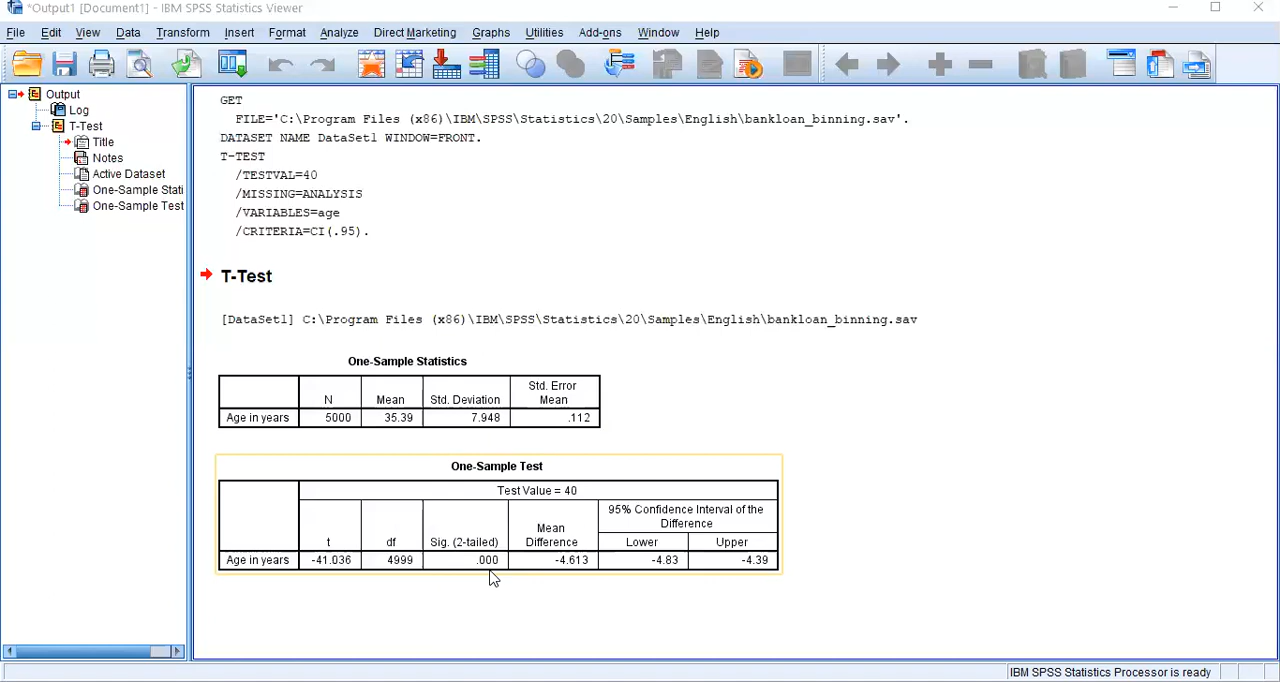 *Output1 [Document1] - IBM SPSS Statistics Viewer
File Edit View Data Transform Insert Format Analyze Direct Marketing Graphs Utilities Add-ons Window Help
Output
Log
T-Test
Title
Notes
Active Dataset
One-Sample Stati
One-Sample Test
GET
FILE='C:\Program Files (x86)\IBM\SPSS\Statistics\20\Samples\English\bankloan_binning.sav'.
DATASET NAME DataSet1 WINDOW=FRONT.
T-TEST
/TESTVAL=40
/MISSING=ANALYSIS
/VARIABLES=age
/CRITERIA=CI(.95).
T-Test
[DataSet1] C:\Program Files (x86)\IBM\SPSS\Statistics\20\Samples\English\bankloan_binning.sav
One-Sample Statistics
N Mean Std. Deviation Std. Error Mean
Age in years 5000 35.39 7.948 .112
One-Sample Test
Test Value = 40
95% Confidence Interval of the Difference
t df Sig. (2-tailed) Mean Difference Lower Upper
Age in years -41.036 4999 .000 -4.613 -4.83 -4.39
IBM SPSS Statistics Processor is ready